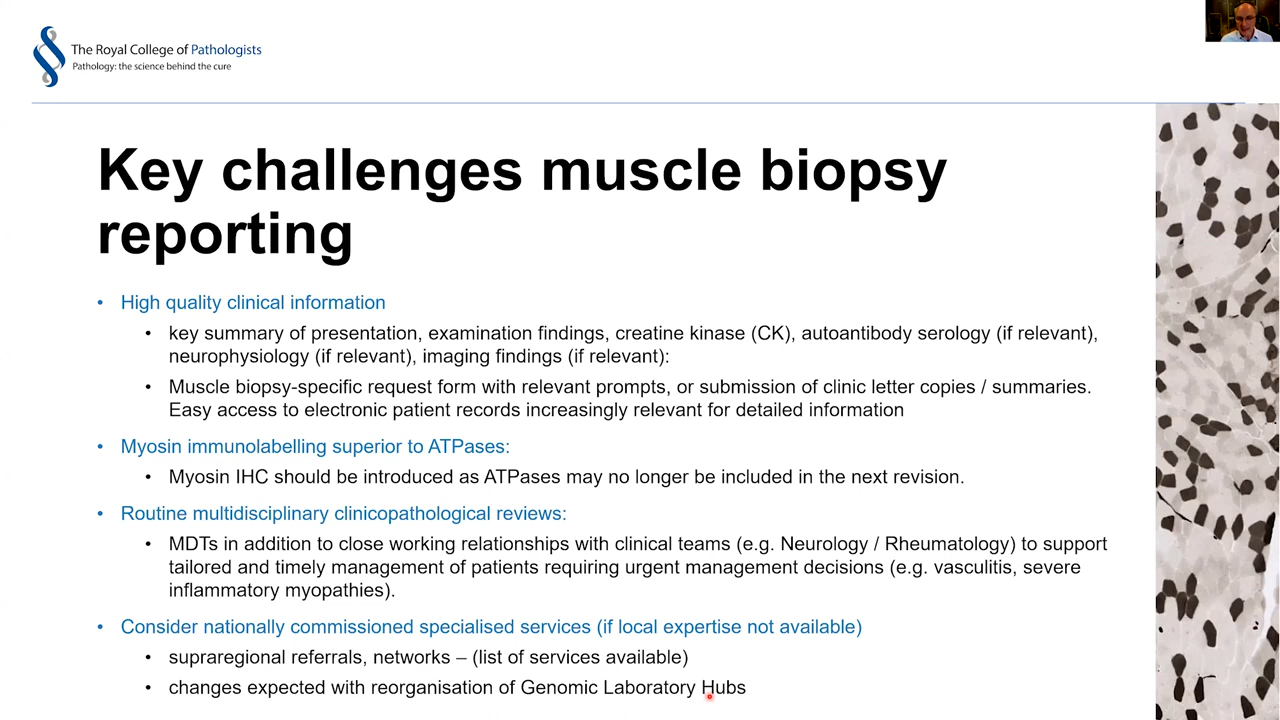 The Royal College of Pathologists
Pathology: the science behind the cure
Key challenges muscle biopsy
reporting
• High quality clinical information
• key summary of presentation, examination findings, creatine kinase (CK), autoantibody serology (if relevant),
neurophysiology (if relevant), imaging findings (if relevant):
• Muscle biopsy-specific request form with relevant prompts, or submission of clinic letter copies / summaries.
Easy access to electronic patient records increasingly relevant for detailed information
• Myosin immunolabelling superior to ATPases:
• Myosin IHC should be introduced as ATPases may no longer be included in the next revision.
• Routine multidisciplinary clinicopathological reviews:
• MDTs in addition to close working relationships with clinical teams (e.g. Neurology / Rheumatology) to support
tailored and timely management of patients requiring urgent management decisions (e.g. vasculitis, severe
inflammatory myopathies).
• Consider nationally commissioned specialised services (if local expertise not available)
• supraregional referrals, networks – (list of services available)
• changes expected with reorganisation of Genomic Laboratory Hubs